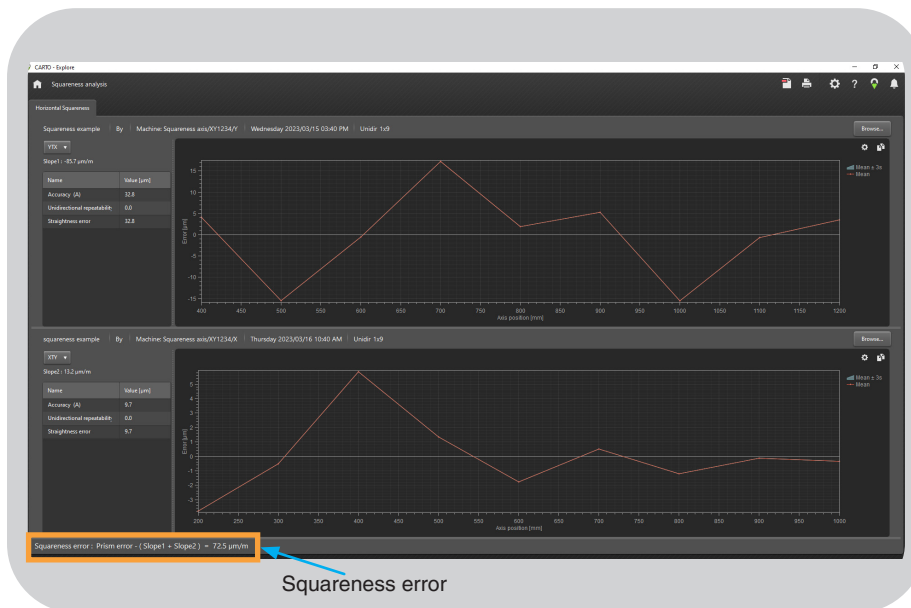 CARTO - Explore
Squareness analysis
?
Horizontal Squareness
Squareness example By Machine: Squareness axis/XY1234/Y Wednesday 2023/03/15 03:40 PM Unidir 1x9 Browse...
YTX
Slope1 : -85.7 µm/m
Name Value [µm]
Accuracy (A) 32.8
Unidirectional repeatability 0.0
Straightness error 32.8
Mean ± 3s
Mean
Error [µm]
15
10
5
0
-5
-10
-15
400 450 500 550 600 650 700 750 800 850 900 950 1000 1050 1100 1150 1200
Axis position [mm]
squareness example By Machine: Squareness axis/XY1234/X Thursday 2023/03/16 10:40 AM Unidir 1x9 Browse...
XTY
Slope2 : 13.2 µm/m
Name Value [µm]
Accuracy (A) 9.7
Unidirectional repeatability 0.0
Straightness error 9.7
Mean ± 3s
Mean
Error [µm]
5
4
3
2
1
0
-1
-2
-3
200 250 300 350 400 450 500 550 600 650 700 750 800 850 900 950 1000
Axis position [mm]
Squareness error : Prism error - ( Slope1 + Slope2 ) = 72.5 µm/m
Squareness error